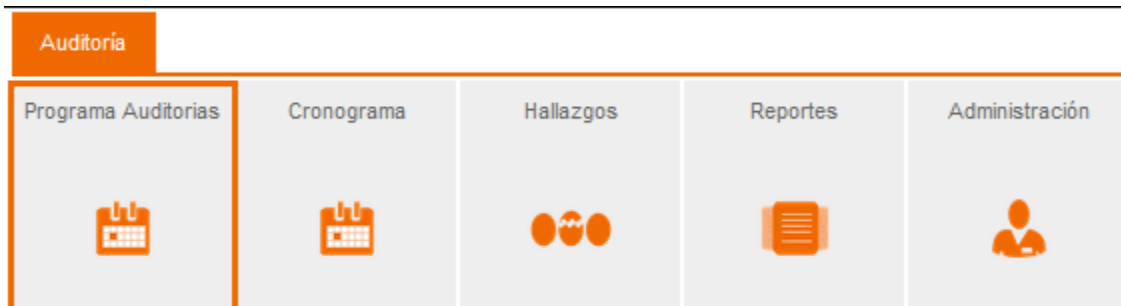 Auditoría
Programa Auditorias
Cronograma
Hallazgos
Reportes
Administración